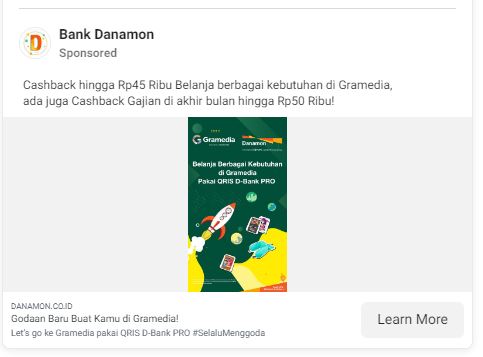 Bank Danamon
Sponsored
Cashback hingga Rp45 Ribu Belanja berbagai kebutuhan di Gramedia,
ada juga Cashback Gajian di akhir bulan hingga Rp50 Ribu!
Gramedia
Danamon
Belanja Berbagai Kebutuhan
di Gramedia
Pakai QRIS D-Bank PRO
DANAMON.CO.ID
Godaan Baru Buat Kamu di Gramedia!
Let's go ke Gramedia pakai QRIS D-Bank PRO #SelaluMenggoda
Learn More